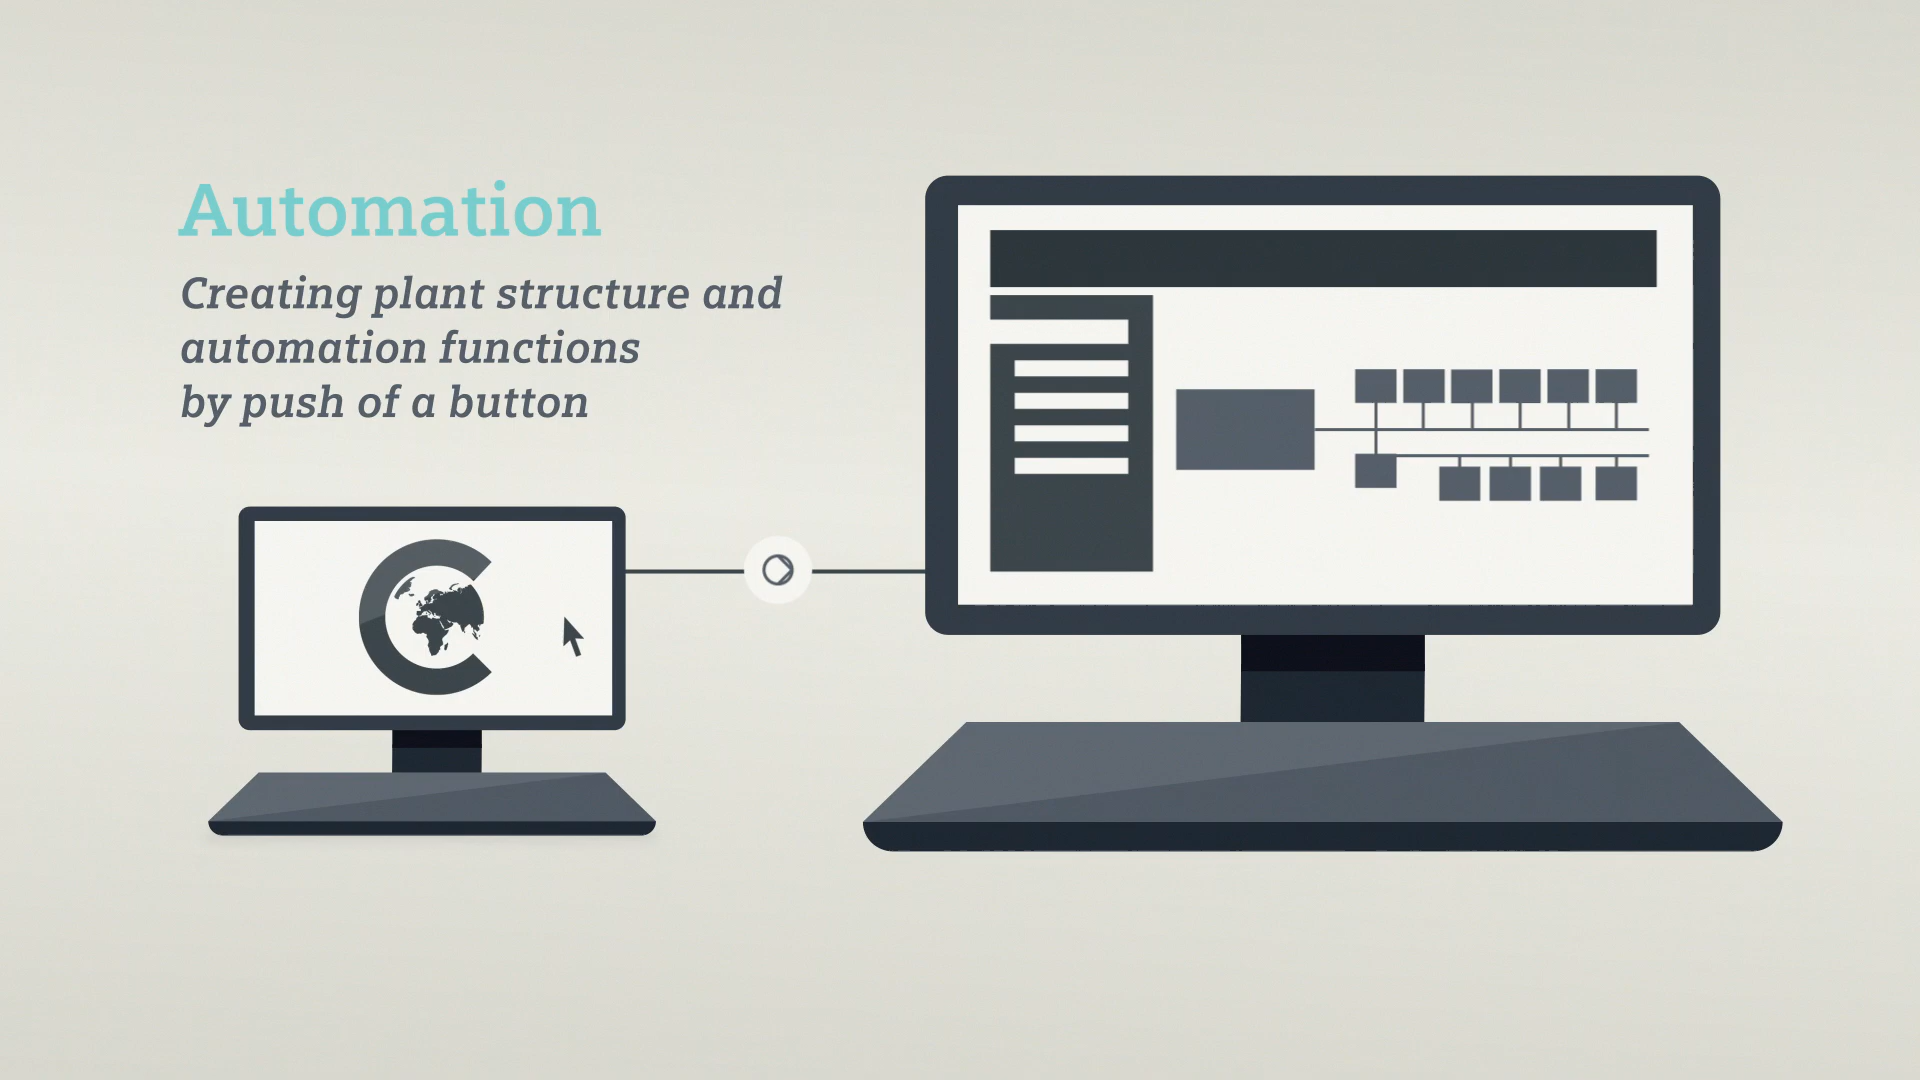 Automation
Creating plant structure and
automation functions
by push of a button